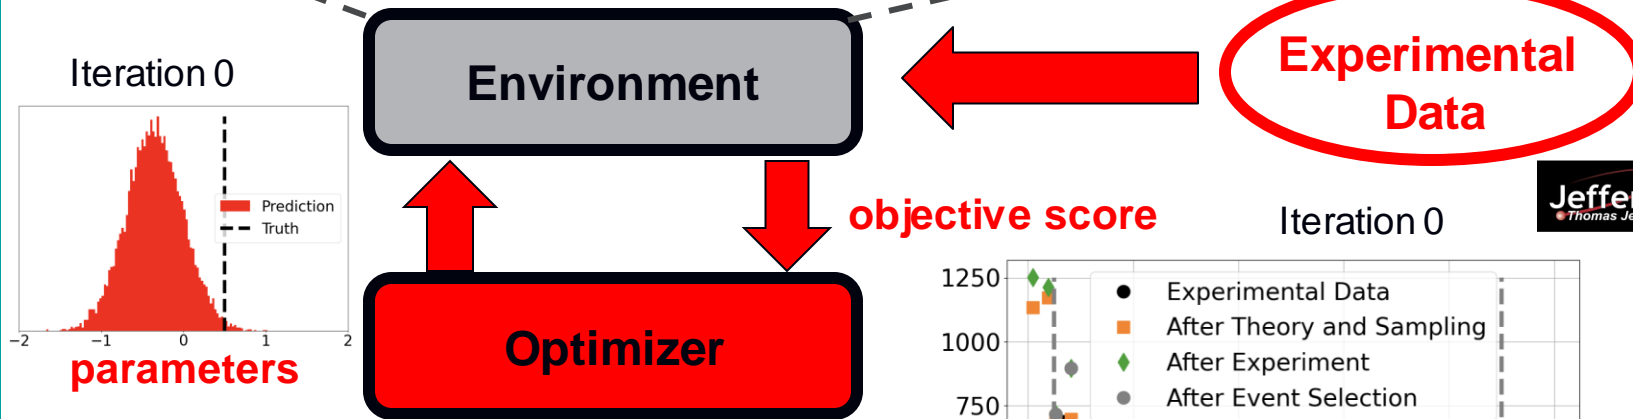 Environment
Experimental
Data
Iteration 0
Prediction
Truth
−2 −1 0 1 2
parameters
objective score
Optimizer
Iteration 0
1250
1000
750
Experimental Data
After Theory and Sampling
After Experiment
After Event Selection